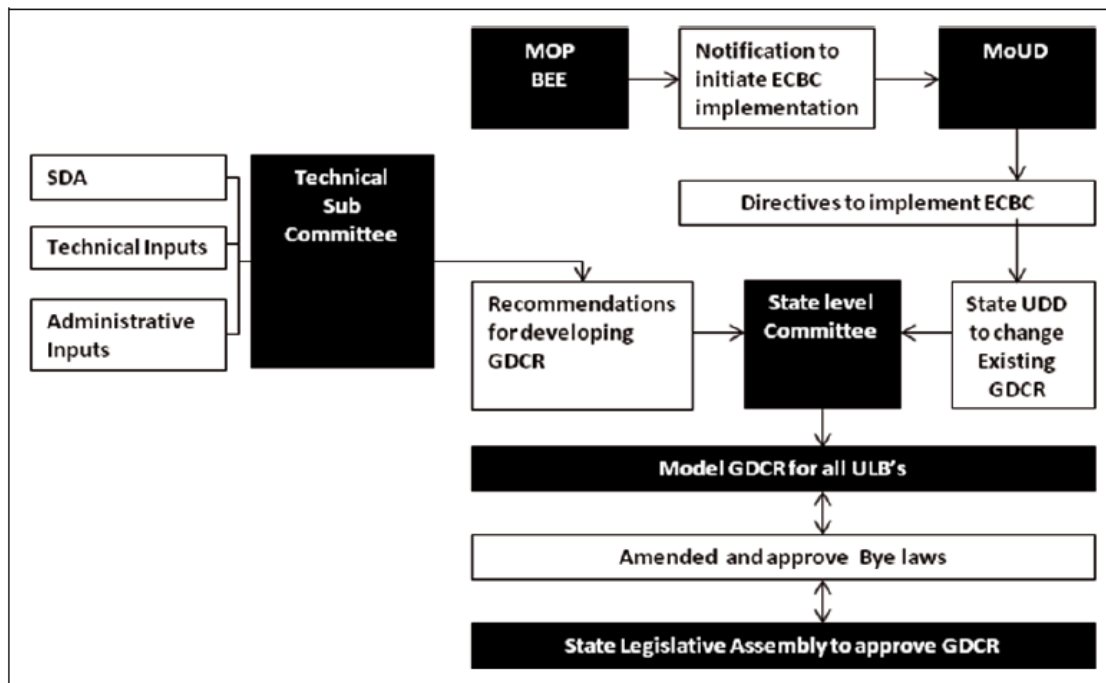 MOP
BEE
Notification to
initiate ECBC
implementation
MoUD
Directives to implement ECBC
SDA
Technical Inputs
Administrative
Inputs
Technical
Sub
Committee
Recommendations
for developing
GDCR
State level
Committee
State UDD
to change
Existing
GDCR
Model GDCR for all ULB's
Amended and approve Bye laws
State Legislative Assembly to approve GDCR